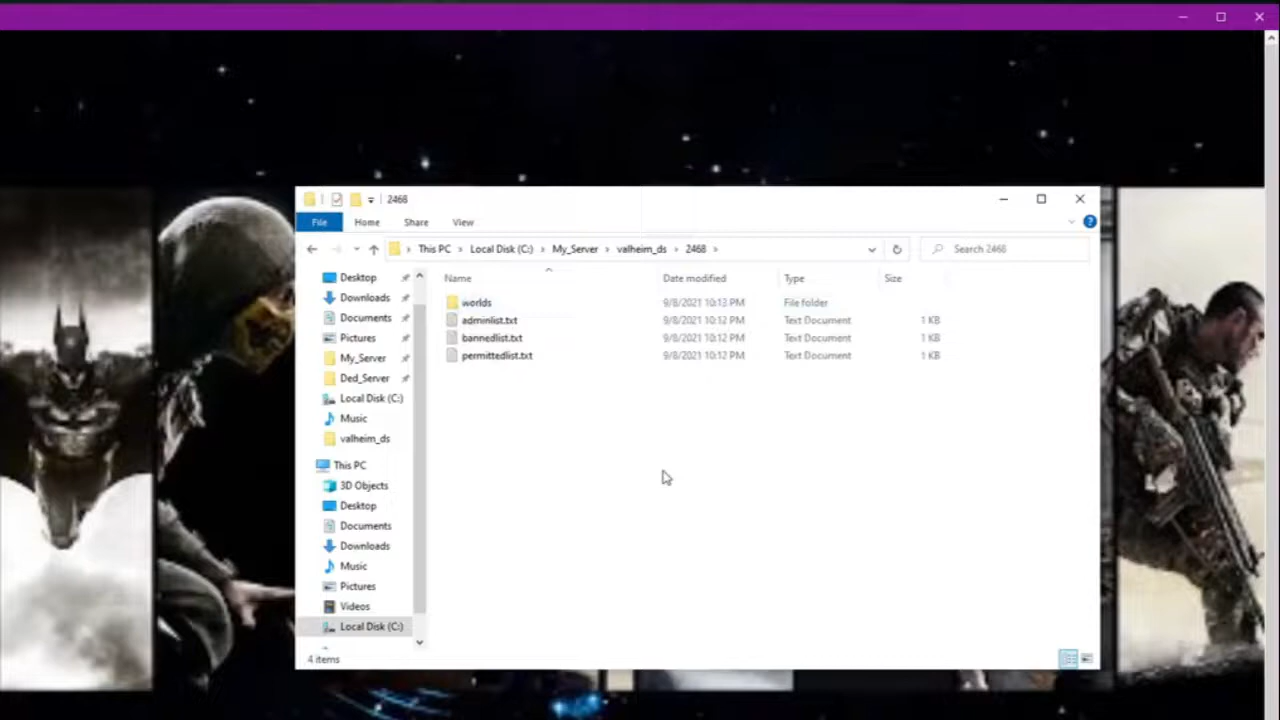 2468
File Home Share View
This PC > Local Disk (C:) > My_Server > valheim_ds > 2468 >
Search 2468
Name Date modified Type Size
worlds 9/8/2021 10:13 PM File folder
adminlist.txt 9/8/2021 10:12 PM Text Document 1 KB
bannedlist.txt 9/8/2021 10:12 PM Text Document 1 KB
permittedlist.txt 9/8/2021 10:12 PM Text Document 1 KB
Desktop
Downloads
Documents
Pictures
My_Server
Ded_Server
Local Disk (C:)
Music
valheim_ds
This PC
3D Objects
Desktop
Documents
Downloads
Music
Pictures
Videos
Local Disk (C:)
4 items